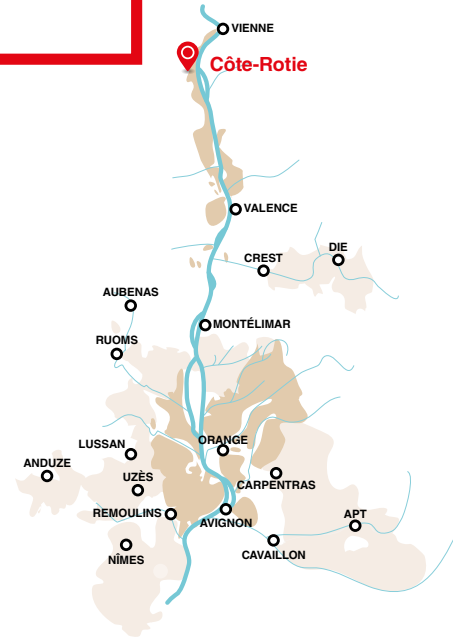 VIENNE
Côte-Rotie
VALENCE
DIE
CREST
AUBENAS
MONTÉLIMAR
RUOMS
ORANGE
LUSSAN
ANDUZE
UZÈS
CARPENTRAS
REMOULINS
AVIGNON
APT
NÎMES
CAVAILLON